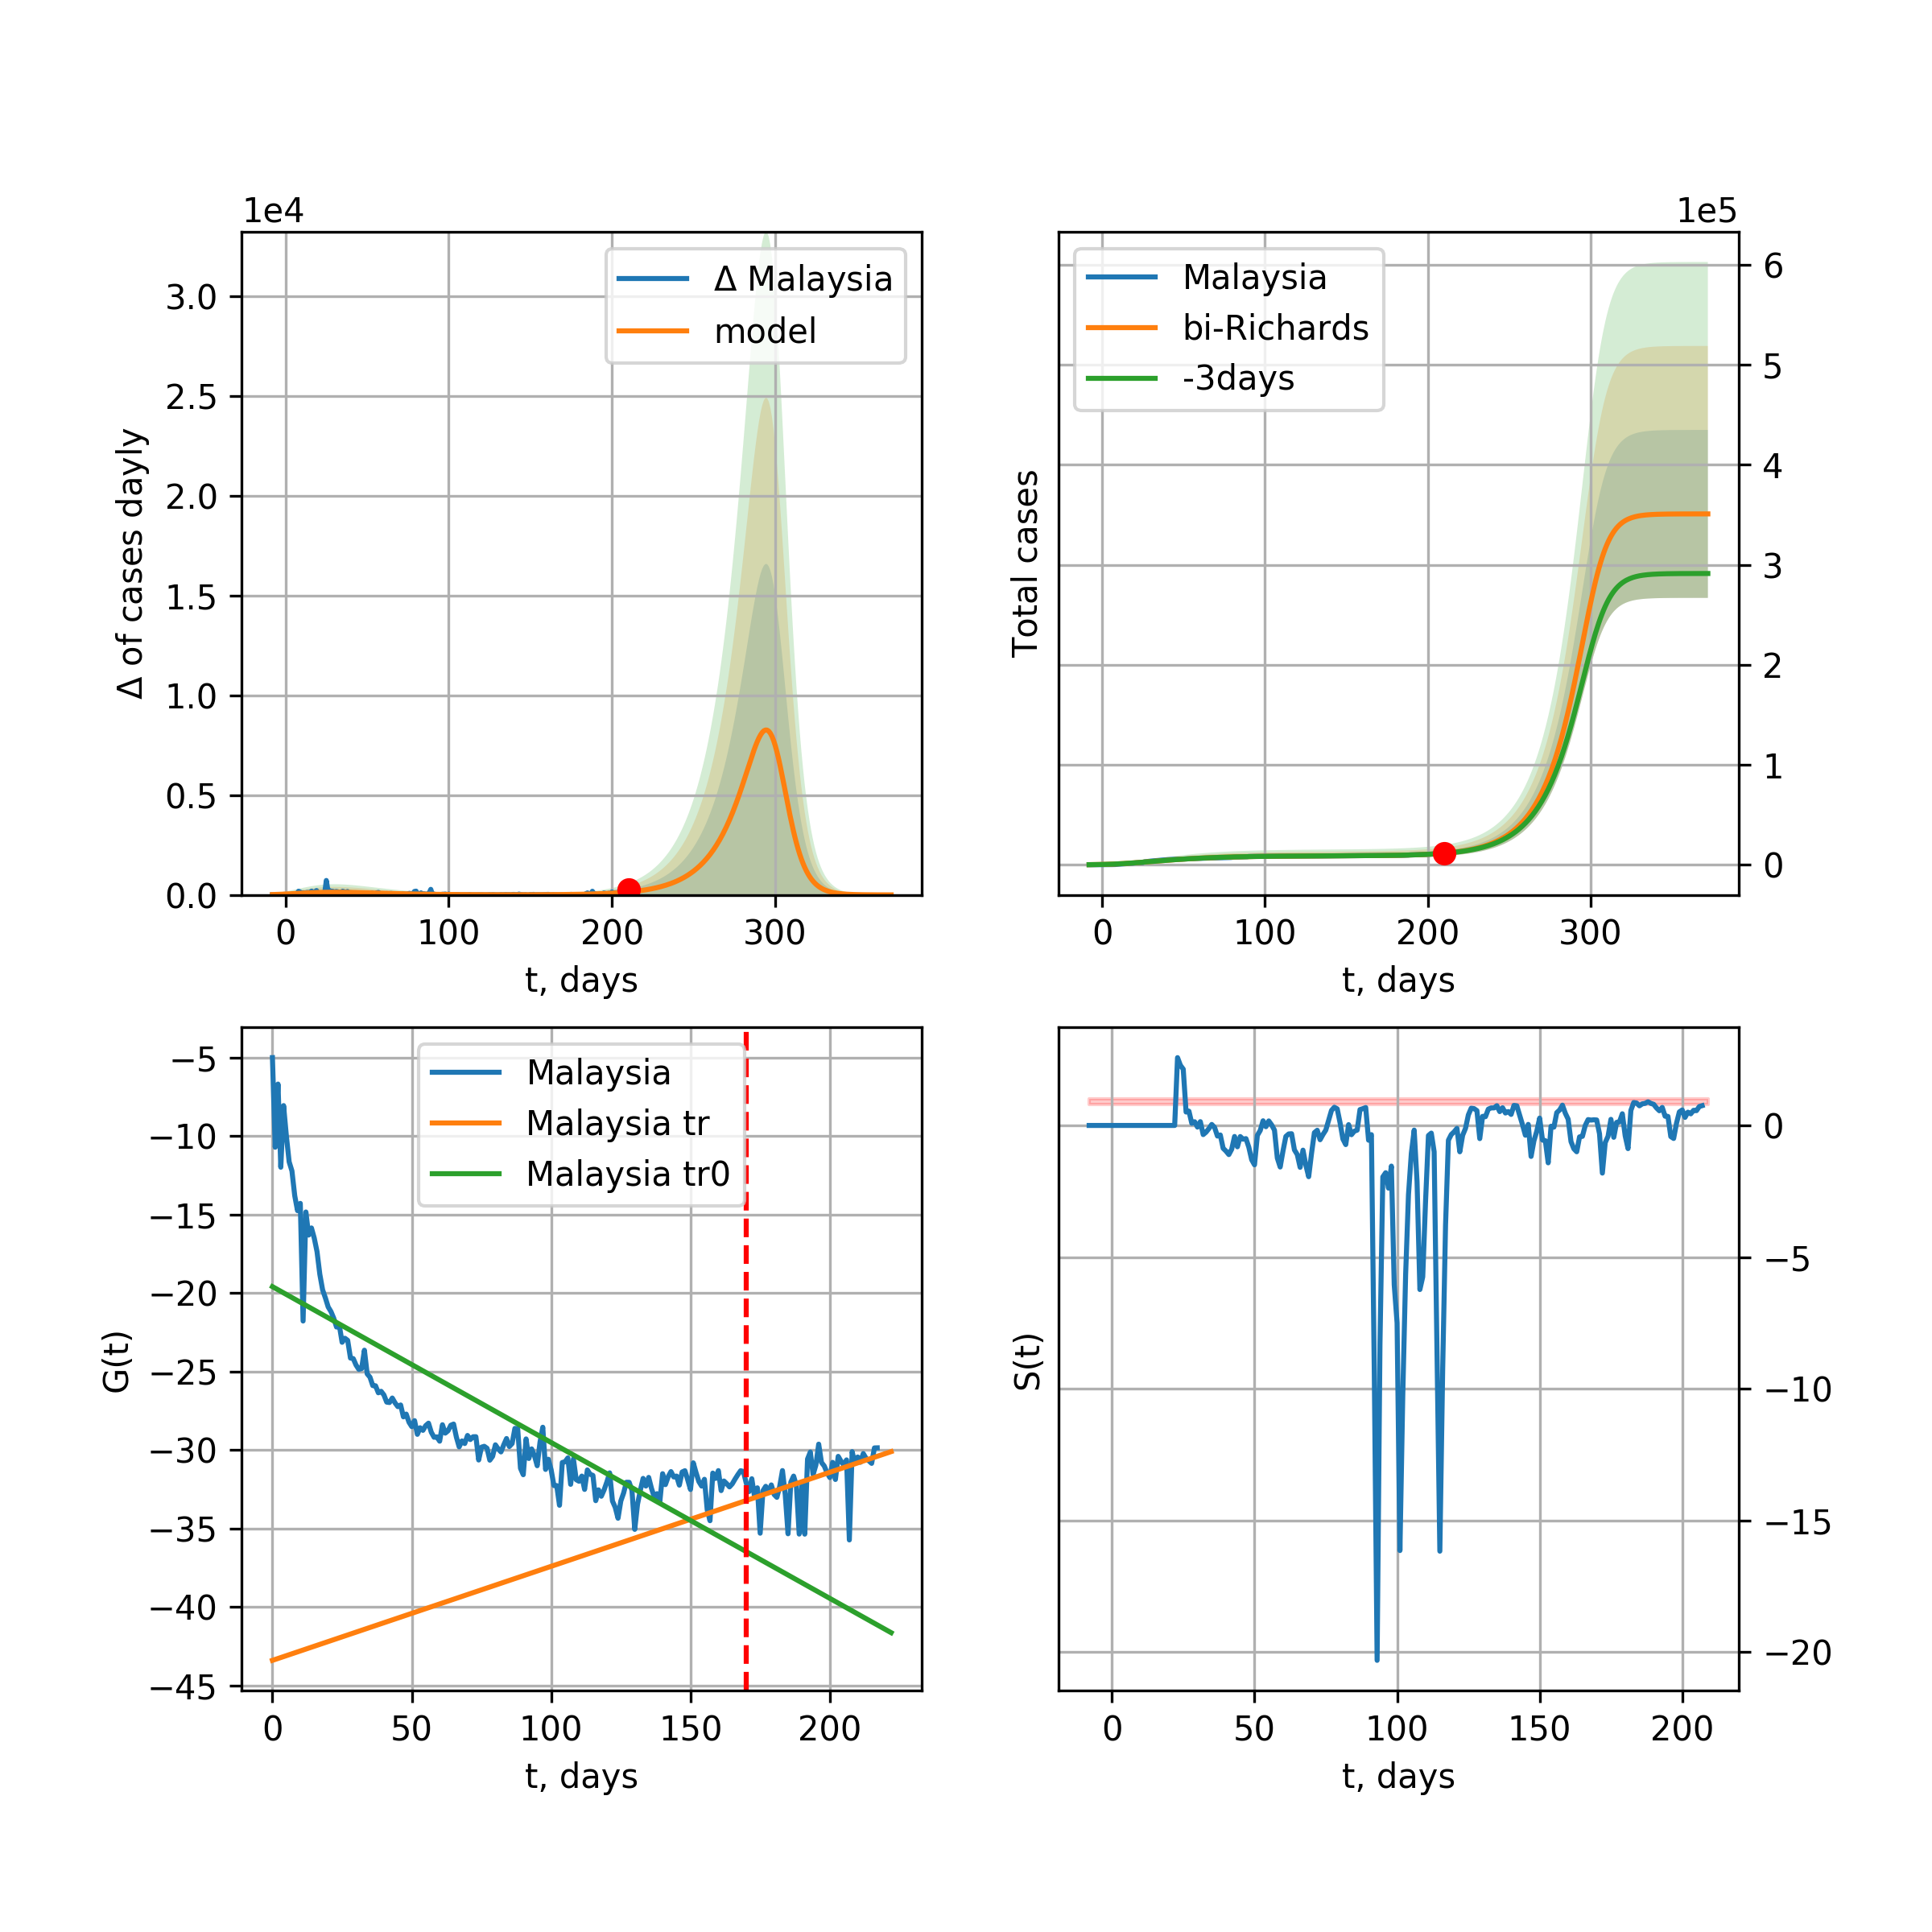 1e4
Δ of cases dayly
3.0
2.5
2.0
1.5
1.0
0.5
0.0
Δ Malaysia
model
0 100 200 300
t, days
1e5
Total cases
Malaysia
bi-Richards
-3days
6
5
4
3
2
1
0
0 100 200 300
t, days
G(t)
−5
−10
−15
−20
−25
−30
−35
−40
−45
Malaysia
Malaysia tr
Malaysia tr0
0 50 100 150 200
t, days
S(t)
0
−5
−10
−15
−20
0 50 100 150 200
t, days